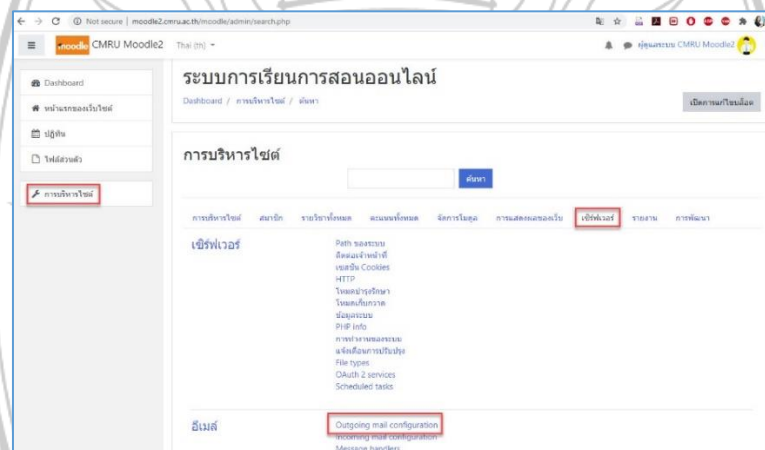 Not secure | moodle2.cmru.ac.th/moodle/admin/search.php
moodle CMRU Moodle2 Thai (th)
ผู้ดูแลระบบ CMRU Moodle2
ระบบการเรียนการสอนออนไลน์
Dashboard / การบริหารไซต์ / ค้นหา
เปิดการแก้ไขบล็อค
Dashboard
หน้าแรกของเว็บไซต์
ปฏิทิน
ไฟล์ส่วนตัว
การบริหารไซต์
การบริหารไซต์
ค้นหา
การบริหารไซต์ สมาชิก รายวิชาทั้งหมด คะแนนทั้งหมด จัดการโมดูล การแสดงผลของเว็บ เซิร์ฟเวอร์ รายงาน การพัฒนา
เซิร์ฟเวอร์
Path ของระบบ
ติดต่อเจ้าหน้าที่
เซสชัน Cookies
HTTP
โหมดบำรุงรักษา
โหมดเก็บกวาด
ข้อมูลระบบ
PHP info
การทำงานของระบบ
แจ้งเตือนการปรับปรุง
File types
OAuth 2 services
Scheduled tasks
อีเมล์
Outgoing mail configuration
Incoming mail configuration
Message handlers